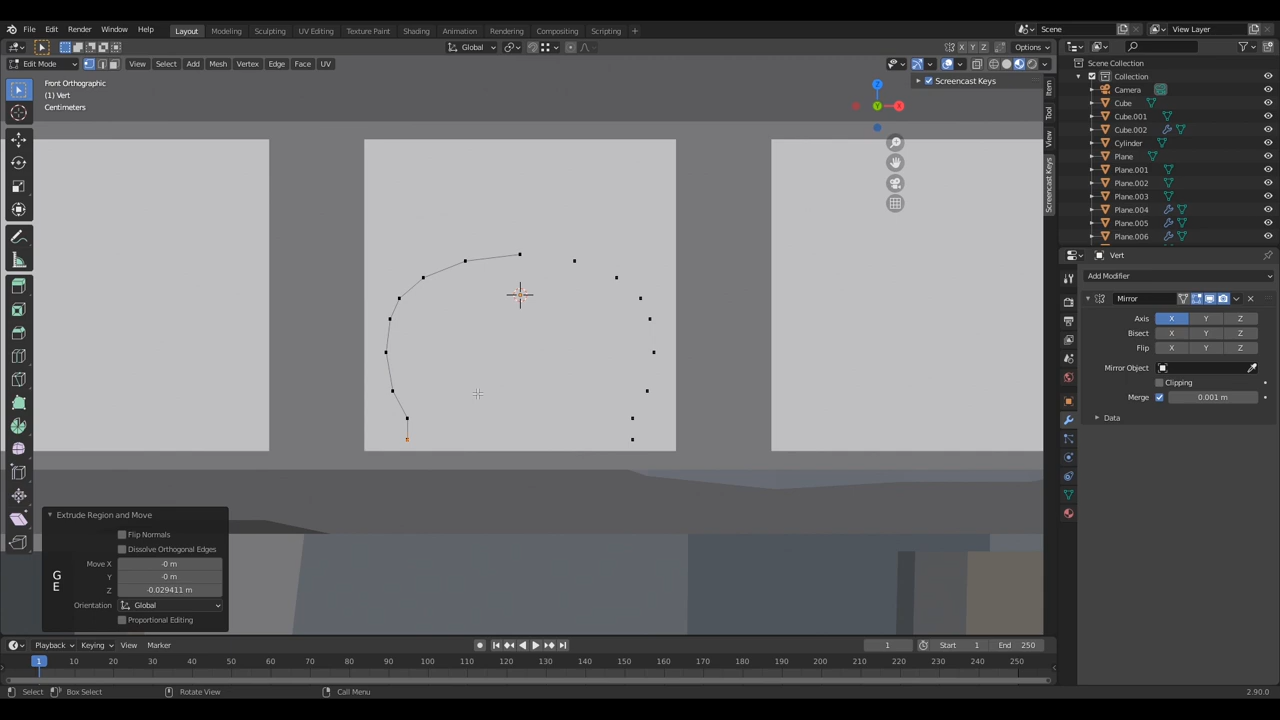 File Edit Render Window Help Layout Modeling Sculpting UV Editing Texture Paint Shading Animation Rendering Compositing Scripting + Scene View Layer
Global X Y Z Options
Edit Mode View Select Add Mesh Vertex Edge Face UV
Front Orthographic
(1) Vert
Centimeters
Z
Y
X
Screencast Keys
Item
Tool
View
Screencast Keys
Scene Collection
Collection
Camera
Cube
Cube.001
Cube.002
Cylinder
Plane
Plane.001
Plane.002
Plane.003
Plane.004
Plane.005
Plane.006
Vert
Add Modifier
Mirror
Axis X Y Z
Bisect X Y Z
Flip X Y Z
Mirror Object
Clipping
Merge 0.001 m
Data
Extrude Region and Move
Flip Normals
Dissolve Orthogonal Edges
Move X -0 m
Y -0 m
Z -0.029411 m
Orientation Global
Proportional Editing
G
E
Playback Keying View Marker 1 Start 1 End 250
1 10 20 30 40 50 60 70 80 90 100 110 120 130 140 150 160 170 180 190 200 210 220 230 240 250
Select Box Select Rotate View Call Menu 2.90.0